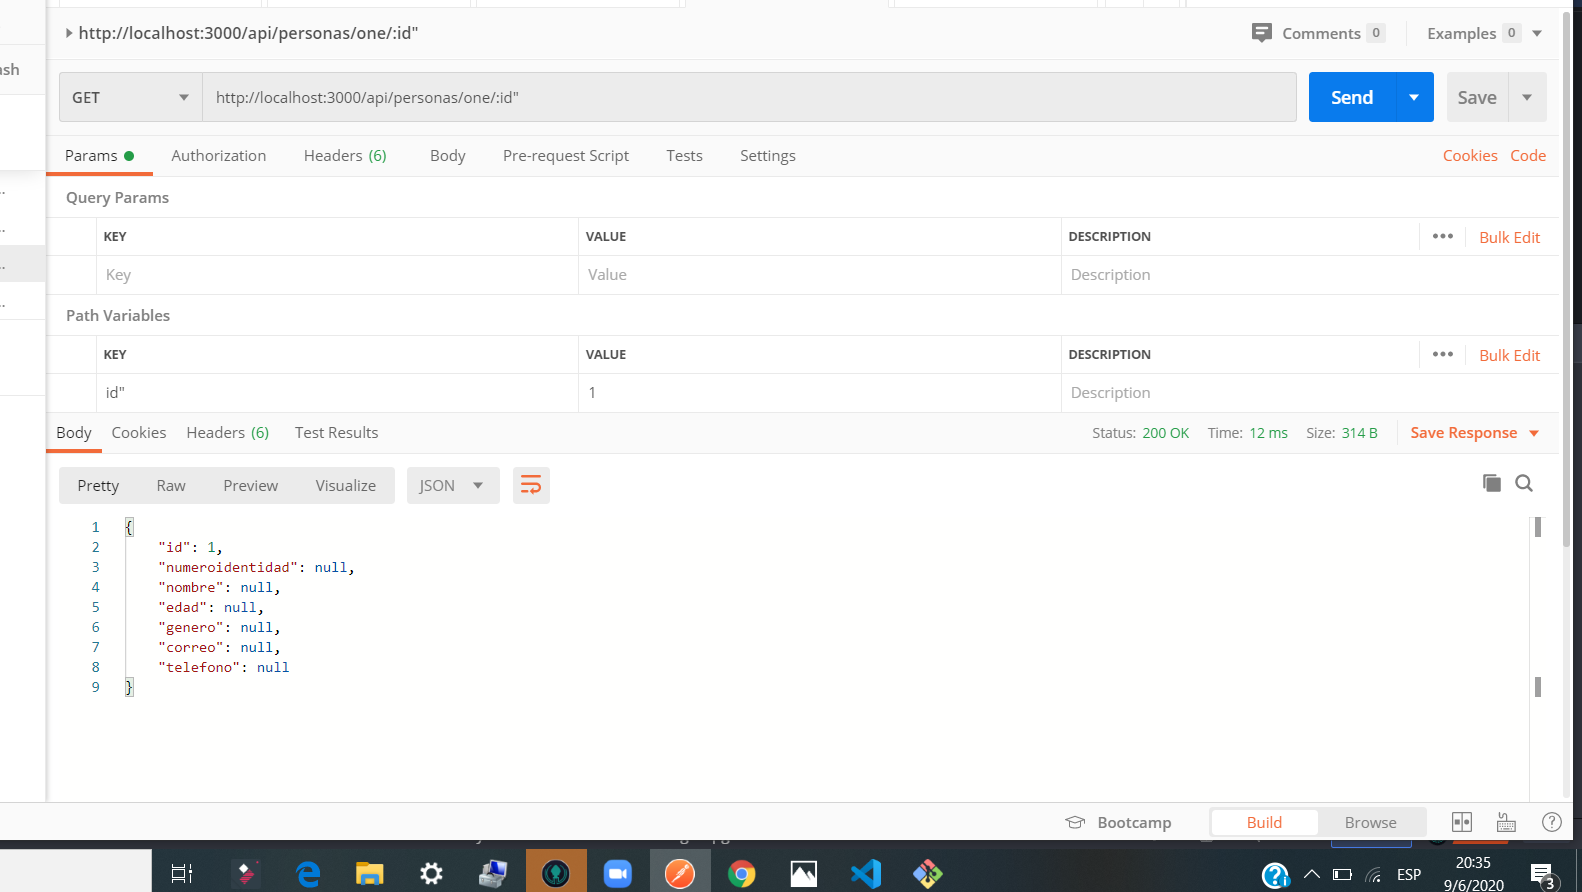 http://localhost:3000/api/personas/one/:id"
Comments 0
Examples 0
ash
GET
http://localhost:3000/api/personas/one/:id"
Send
Save
Params
Authorization
Headers (6)
Body
Pre-request Script
Tests
Settings
Cookies
Code
Query Params
KEY
VALUE
DESCRIPTION
Bulk Edit
Key
Value
Description
Path Variables
KEY
VALUE
DESCRIPTION
Bulk Edit
id"
1
Description
Body
Cookies
Headers (6)
Test Results
Status: 200 OK
Time: 12 ms
Size: 314 B
Save Response
Pretty
Raw
Preview
Visualize
JSON
1 {
2 "id": 1,
3 "numeroidentidad": null,
4 "nombre": null,
5 "edad": null,
6 "genero": null,
7 "correo": null,
8 "telefono": null
9 }
Bootcamp
Build
Browse
ESP
20:35
9/6/2020
3